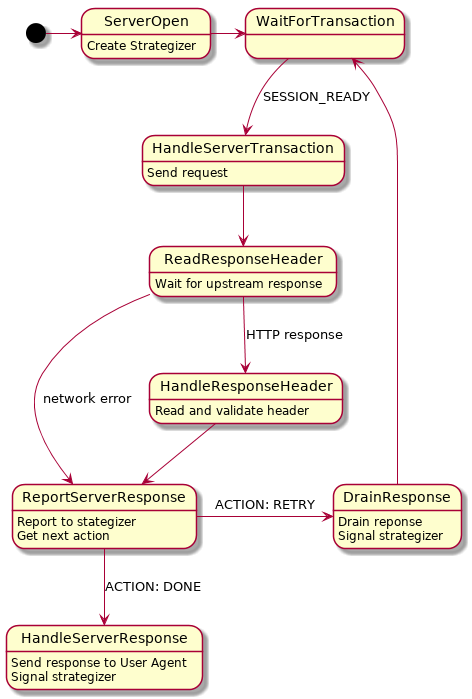 ServerOpen
Create Strategizer
WaitForTransaction
SESSION_READY
HandleServerTransaction
Send request
ReadResponseHeader
Wait for upstream response
HTTP response
network error
HandleResponseHeader
Read and validate header
ReportServerResponse
Report to stategizer
Get next action
ACTION: RETRY
DrainResponse
Drain reponse
Signal strategizer
ACTION: DONE
HandleServerResponse
Send response to User Agent
Signal strategizer